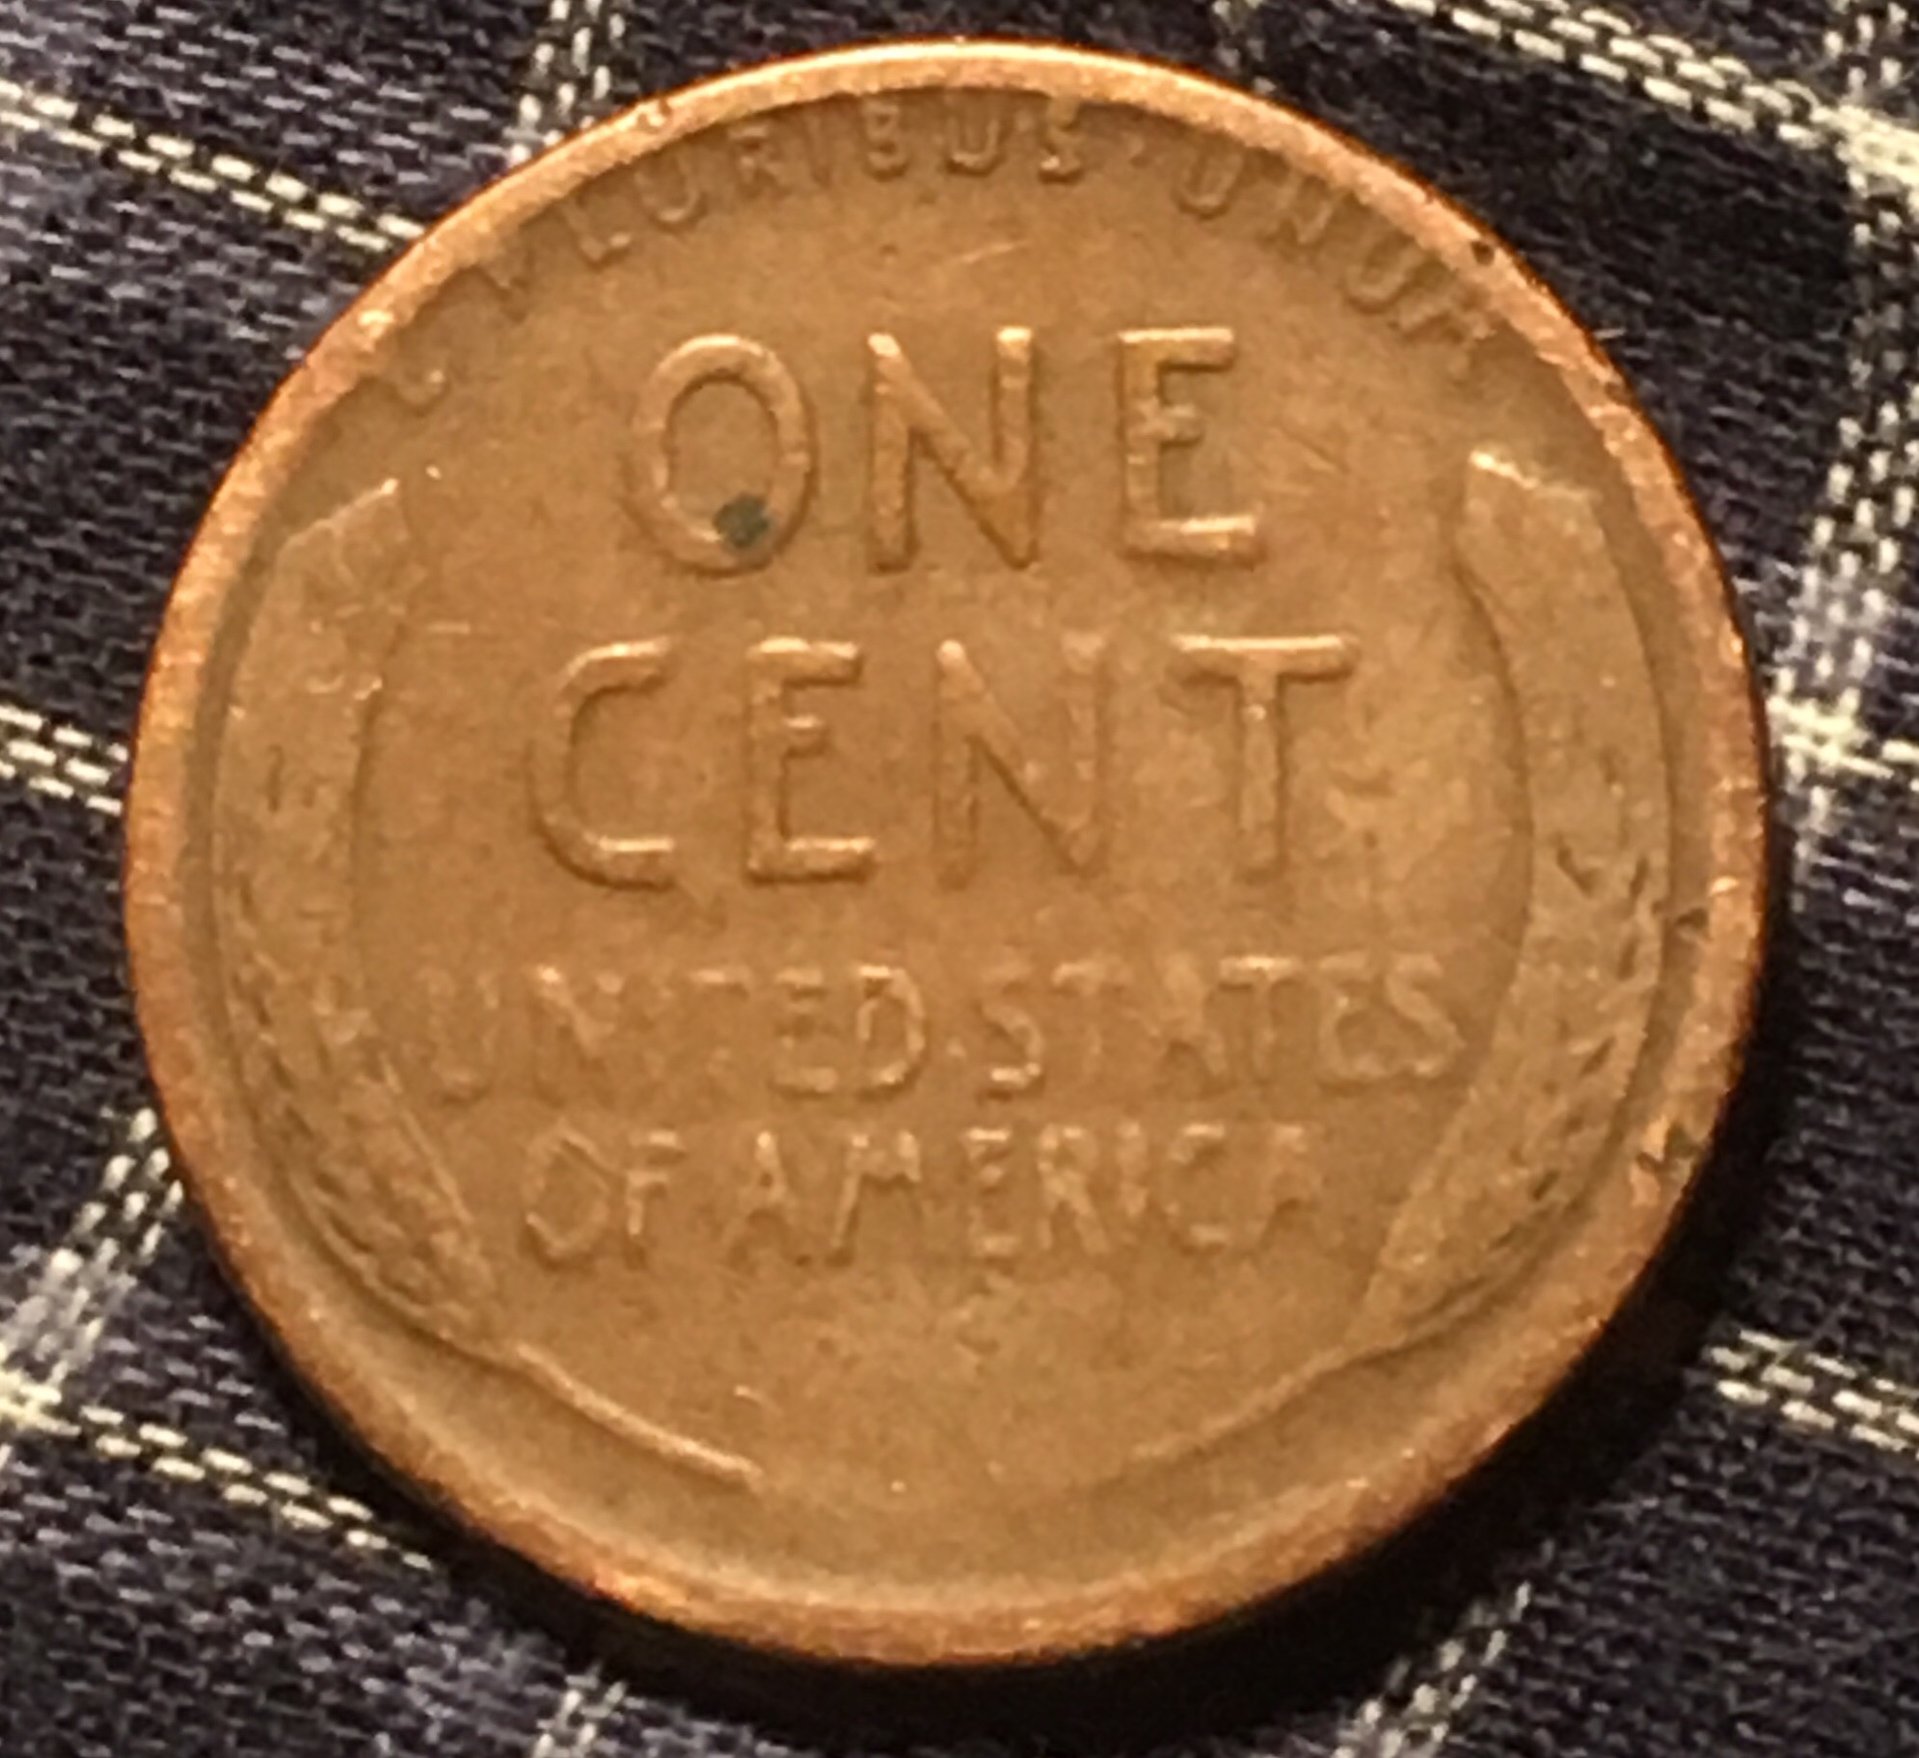 E · PLURIBUS · UNUM
ONE
CENT
UNITED STATES
OF AMERICA